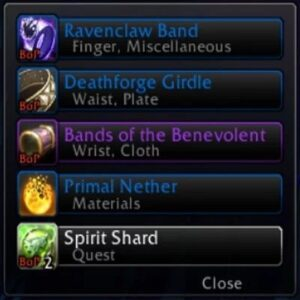 Ravenclaw Band
Finger, Miscellaneous
BoP
Deathforge Girdle
Waist, Plate
BoP
Bands of the Benevolent
Wrist, Cloth
BoP
Primal Nether
Materials
Spirit Shard
Quest
BoP 2
Close